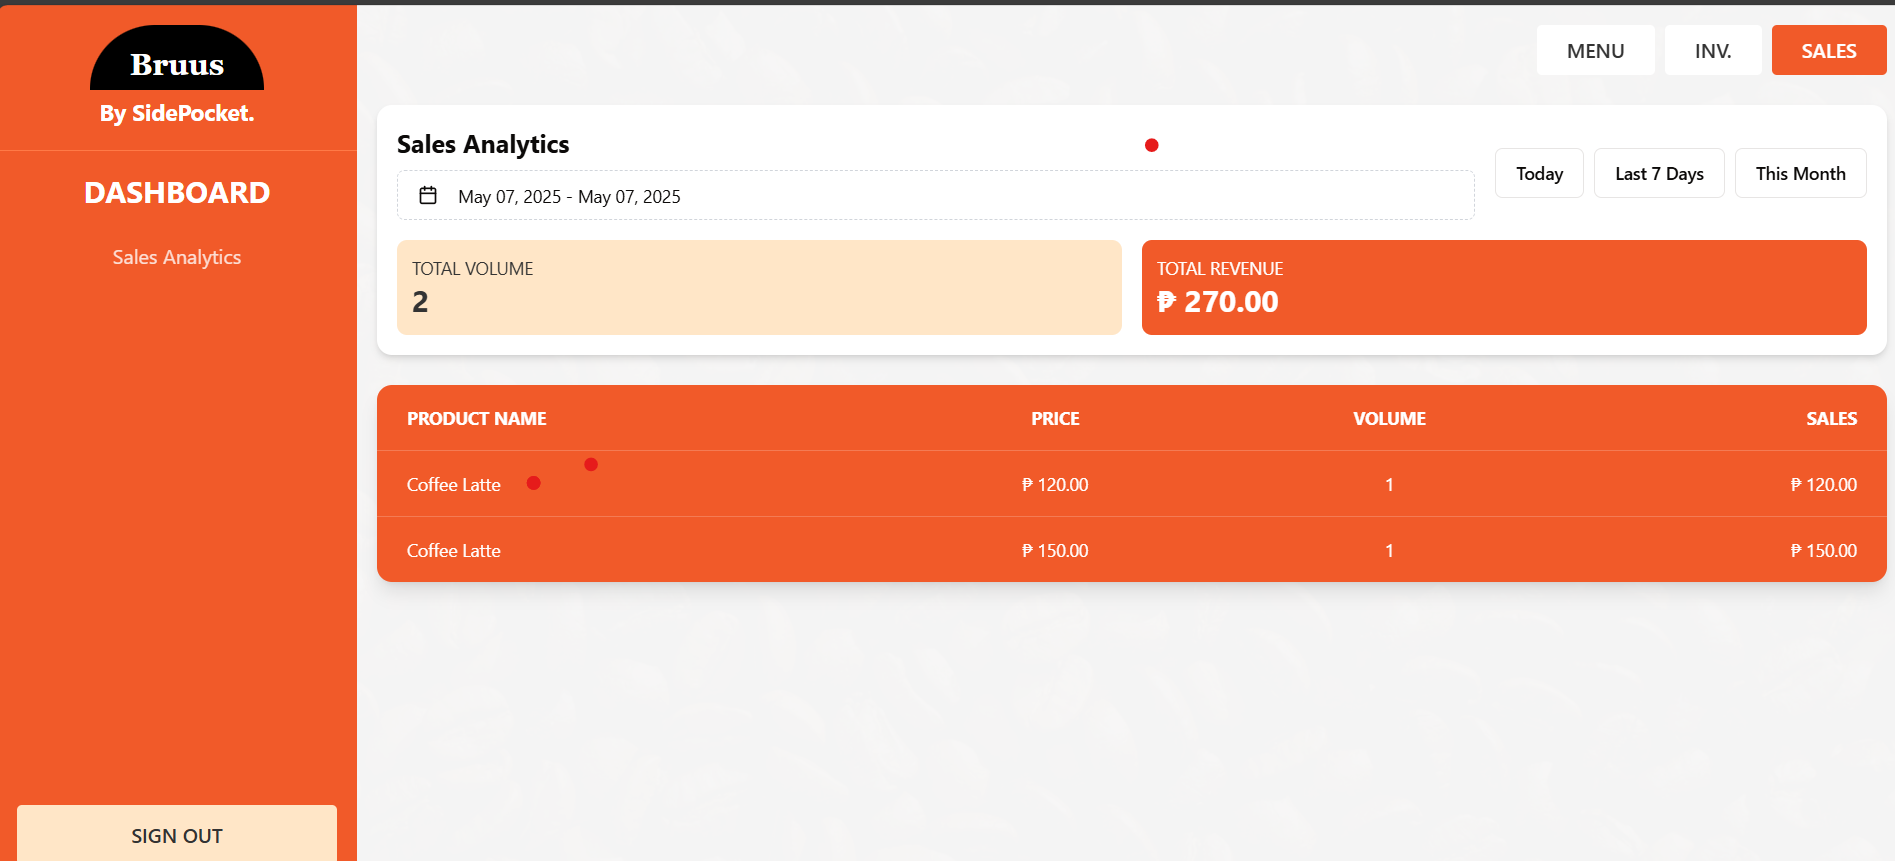 Bruus
By SidePocket.
DASHBOARD
Sales Analytics
SIGN OUT
MENU INV. SALES
Sales Analytics
May 07, 2025 - May 07, 2025
Today Last 7 Days This Month
TOTAL VOLUME
2
TOTAL REVENUE
₱ 270.00
PRODUCT NAME PRICE VOLUME SALES
Coffee Latte ₱ 120.00 1 ₱ 120.00
Coffee Latte ₱ 150.00 1 ₱ 150.00